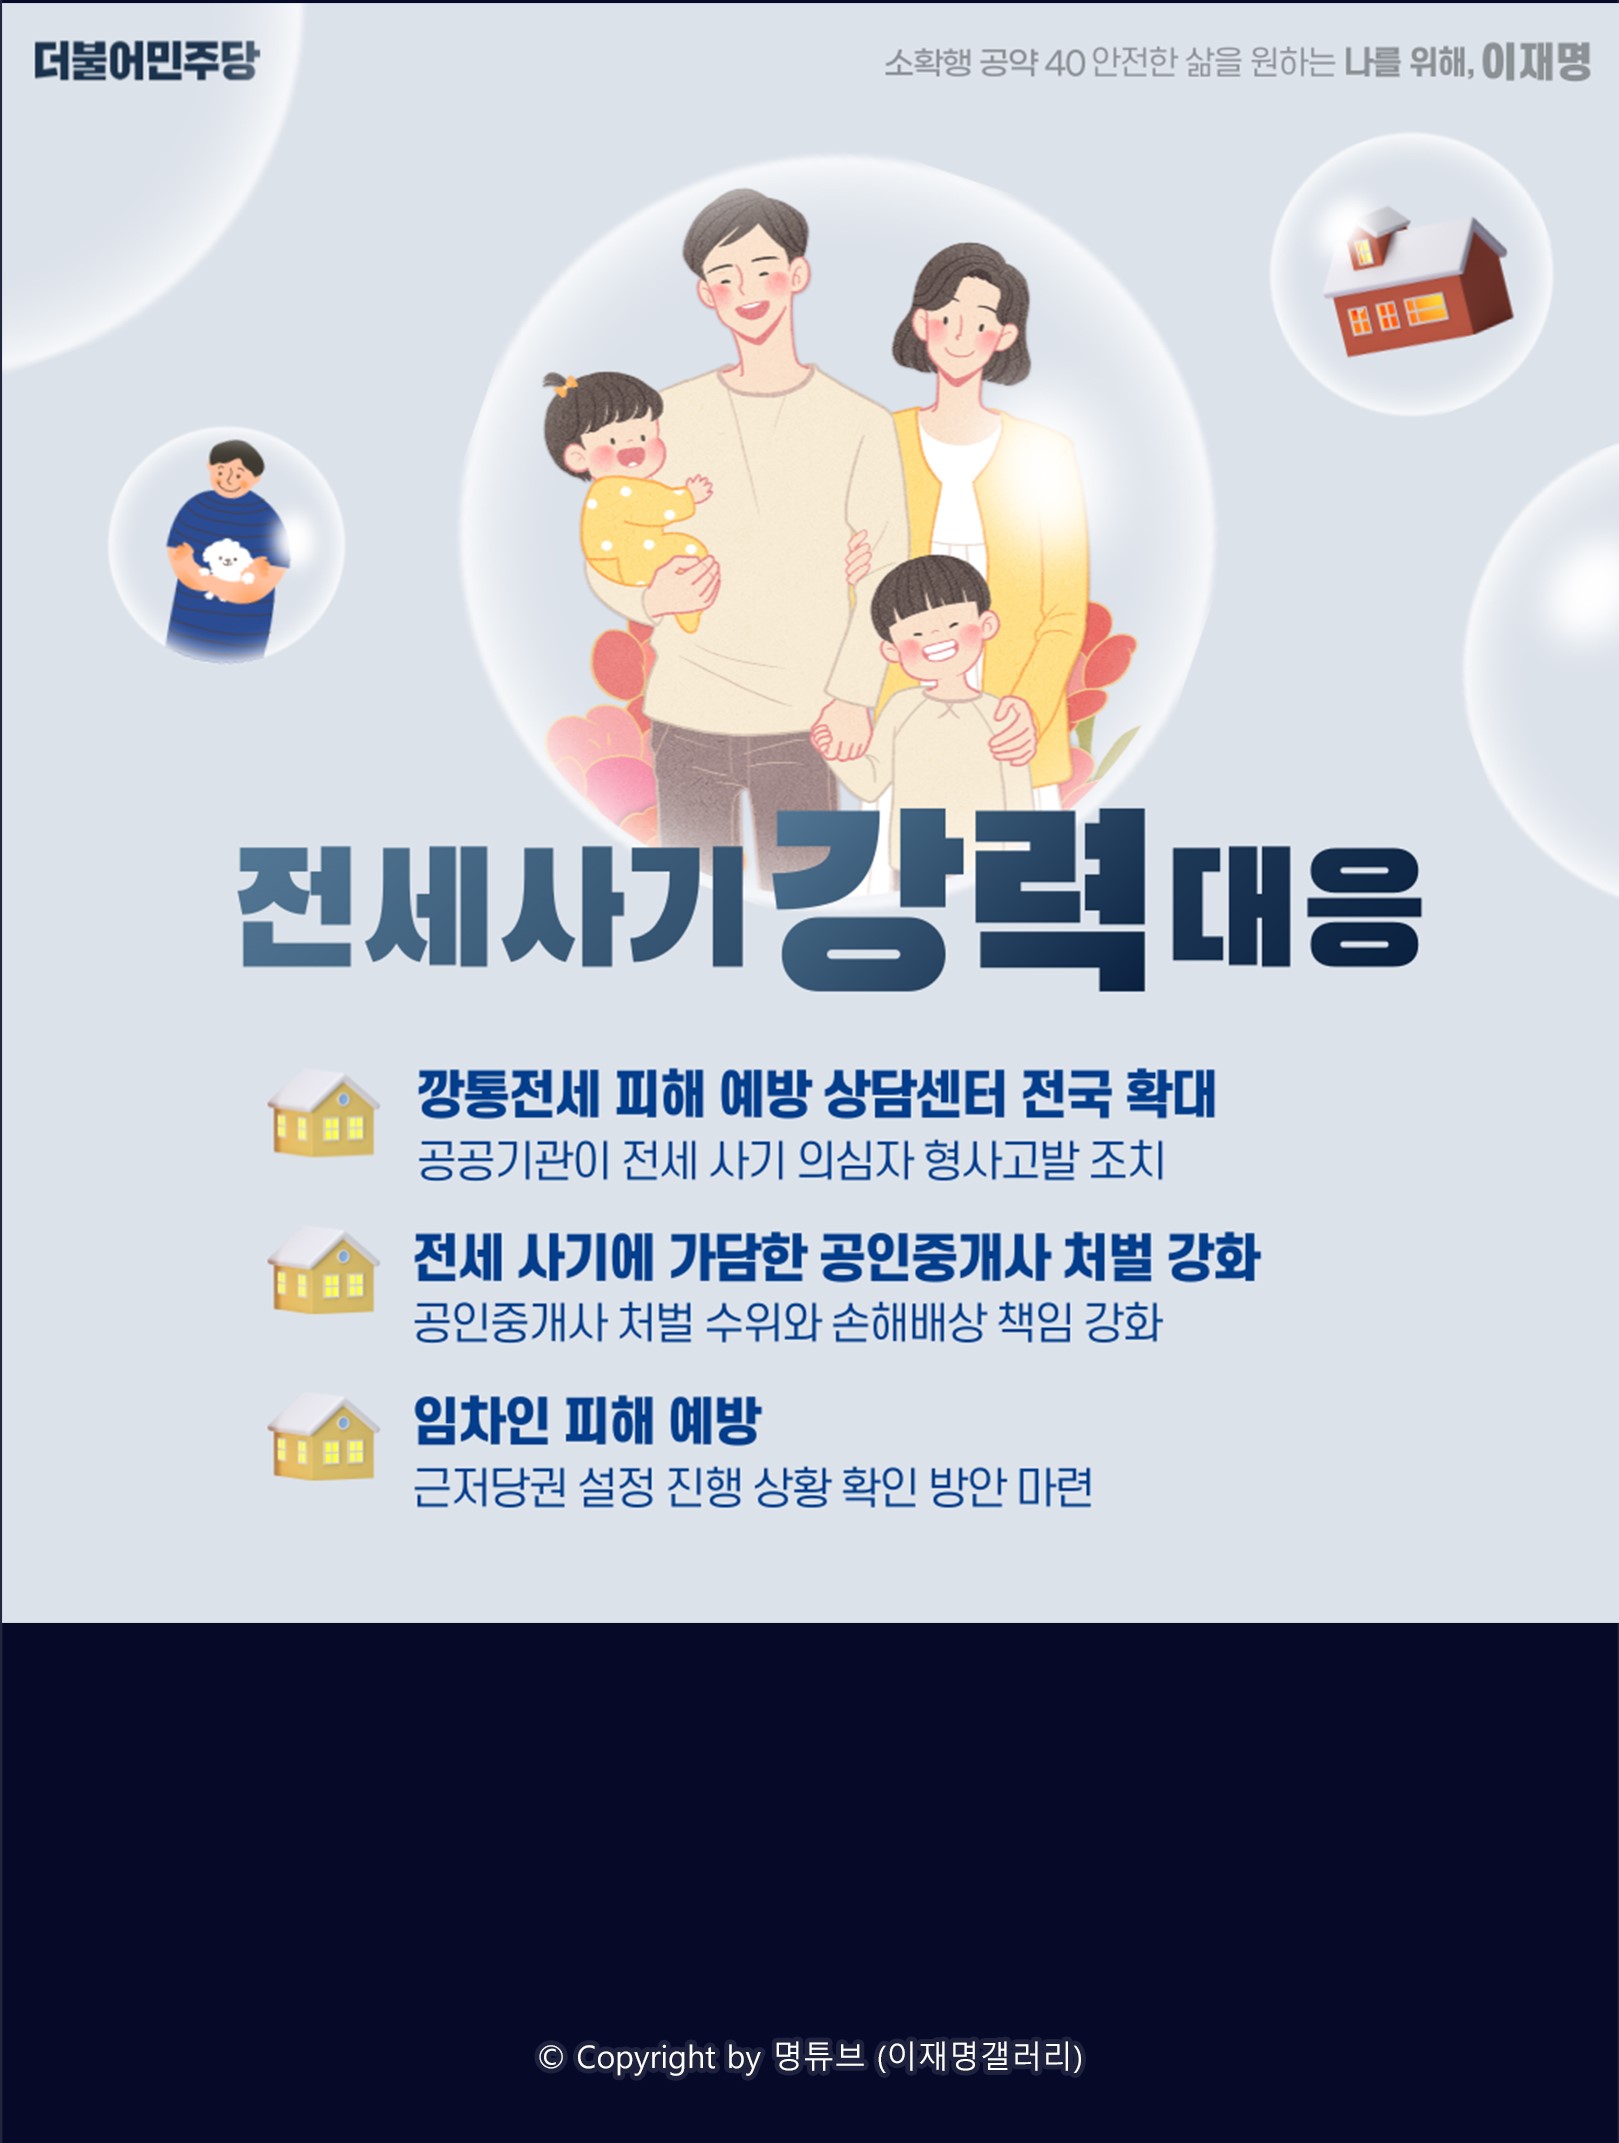 더불어민주당
소확행 공약 40 안전한 삶을 원하는 나를 위해, 이재명
전세사기 강력 대응
깡통전세 피해 예방 상담센터 전국 확대
공공기관이 전세 사기 의심자 형사고발 조치
전세 사기에 가담한 공인중개사 처벌 강화
공인중개사 처벌 수위와 손해배상 책임 강화
임차인 피해 예방
근저당권 설정 진행 상황 확인 방안 마련
© Copyright by 명튜브 (이재명갤러리)